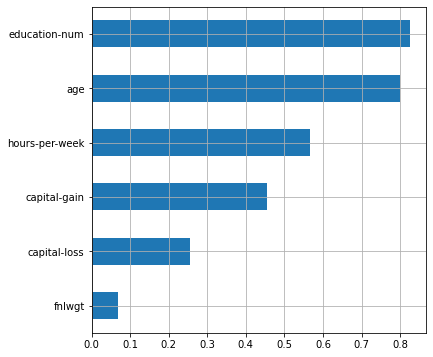 education-num
age
hours-per-week
capital-gain
capital-loss
fnlwgt
0.0 0.1 0.2 0.3 0.4 0.5 0.6 0.7 0.8